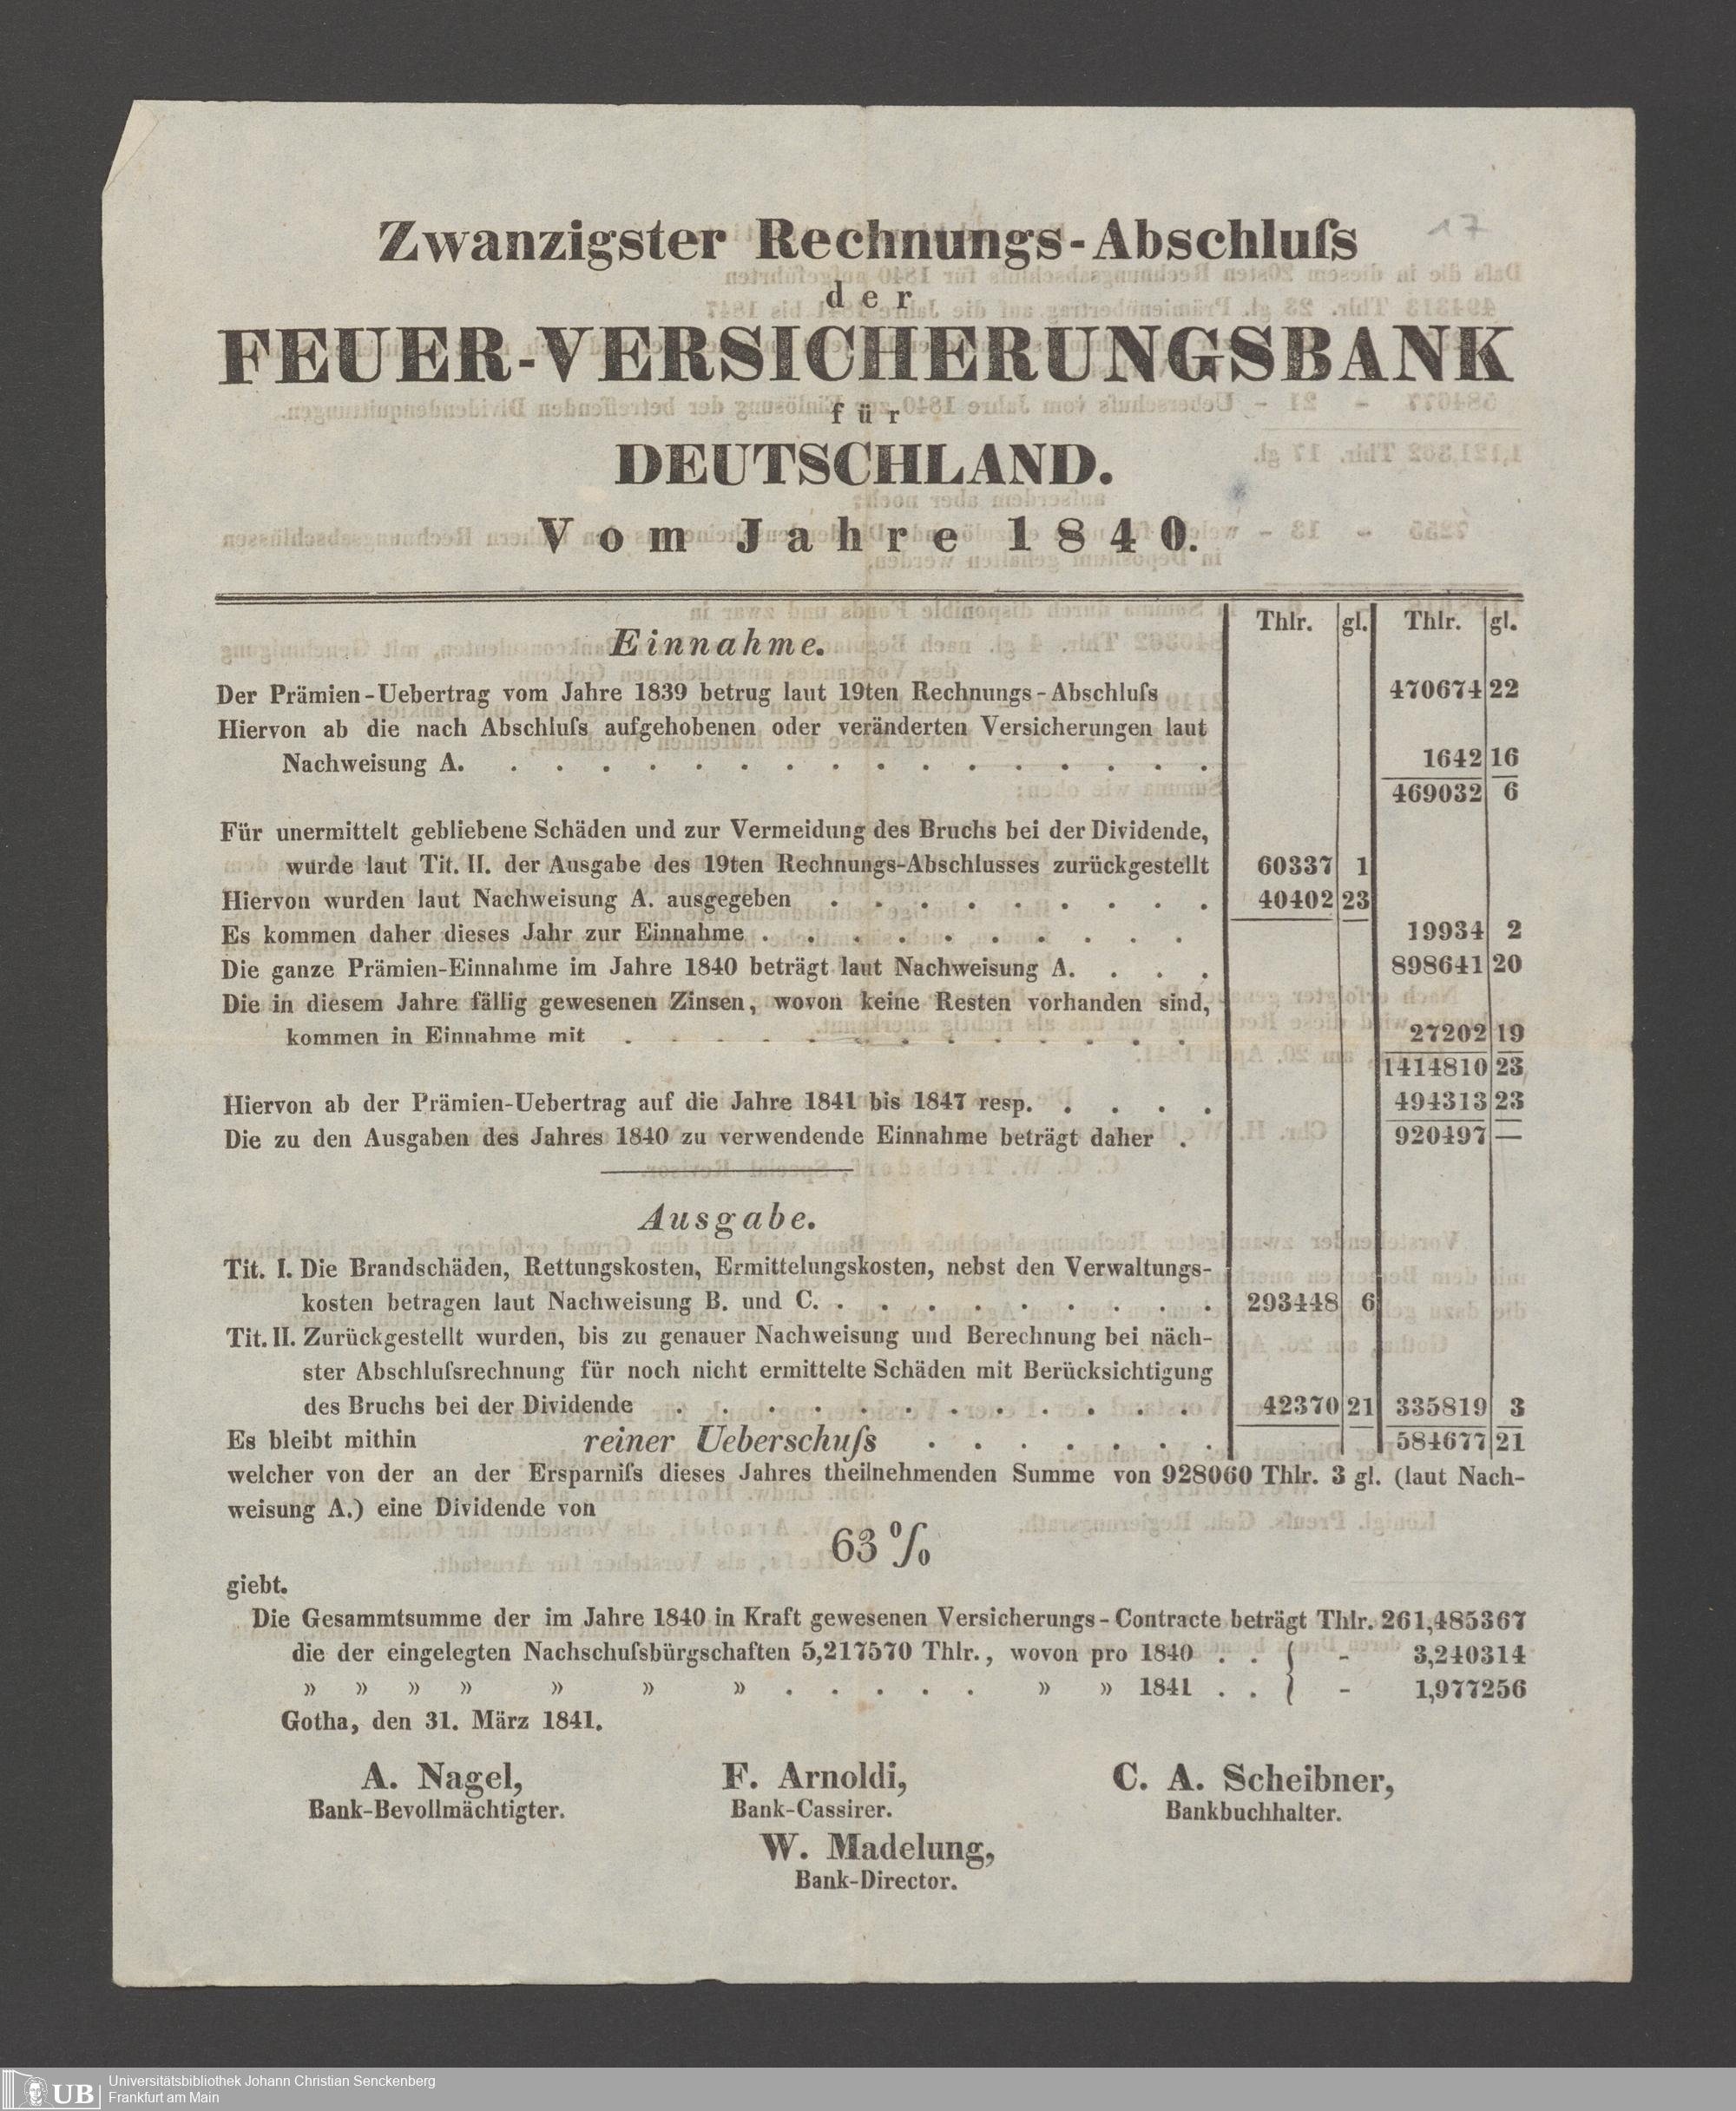 17
Zwanzigster Rechnungs-Abschluſs
der
FEUER-VERSICHERUNGSBANK
für
DEUTSCHLAND.
Vom Jahre 1840.
Thlr. gl. Thlr. gl.
Einnahme.
Der Prämien-Uebertrag vom Jahre 1839 betrug laut 19ten Rechnungs-Abschluſs 470674 22
Hiervon ab die nach Abschluſs aufgehobenen oder veränderten Versicherungen laut
Nachweisung A. . . . . . . . . . . . . . . . . 1642 16
469032 6
Für unermittelt gebliebene Schäden und zur Vermeidung des Bruchs bei der Dividende,
wurde laut Tit. II. der Ausgabe des 19ten Rechnungs-Abschlusses zurückgestellt 60337 1
Hiervon wurden laut Nachweisung A. ausgegeben . . . . . . . . . 40402 23
Es kommen daher dieses Jahr zur Einnahme . . . . . . . . . . 19934 2
Die ganze Prämien-Einnahme im Jahre 1840 beträgt laut Nachweisung A. . . . 898641 20
Die in diesem Jahre fällig gewesenen Zinsen, wovon keine Resten vorhanden sind,
kommen in Einnahme mit . . . . . . . . . . . . . 27202 19
1414810 23
Hiervon ab der Prämien-Uebertrag auf die Jahre 1841 bis 1847 resp. . . . . 494313 23
Die zu den Ausgaben des Jahres 1840 zu verwendende Einnahme beträgt daher . 920497 —
Ausgabe.
Tit. I. Die Brandschäden, Rettungskosten, Ermittelungskosten, nebst den Verwaltungs-
kosten betragen laut Nachweisung B. und C. . . . . . . . . . 293448 6
Tit. II. Zurückgestellt wurden, bis zu genauer Nachweisung und Berechnung bei näch-
ster Abschluſsrechnung für noch nicht ermittelte Schäden mit Berücksichtigung
des Bruchs bei der Dividende . . . . . . . . . . . . 42370 21 335819 3
Es bleibt mithin reiner Ueberschuſs . . . . . . . 584677 21
welcher von der an der Ersparniſs dieses Jahres theilnehmenden Summe von 928060 Thlr. 3 gl. (laut Nach-
weisung A.) eine Dividende von
63 %
giebt.
Die Gesammtsumme der im Jahre 1840 in Kraft gewesenen Versicherungs-Contracte beträgt Thlr. 261,485367
die der eingelegten Nachschuſsbürgschaften 5,217570 Thlr., wovon pro 1840 . . { - 3,240314
» » » » » » » . . . . . » » 1841 . . { - 1,977256
Gotha, den 31. März 1841.
A. Nagel, F. Arnoldi, C. A. Scheibner,
Bank-Bevollmächtigter. Bank-Cassirer. Bankbuchhalter.
W. Madelung,
Bank-Director.
UB Universitätsbibliothek Johann Christian Senckenberg
Frankfurt am Main